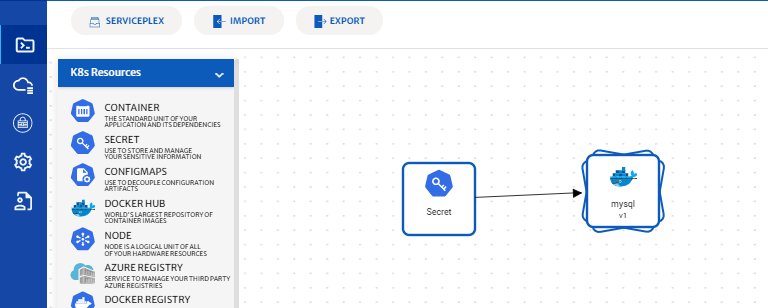 SERVICEPLEX
IMPORT
EXPORT
K8s Resources
CONTAINER
THE STANDARD UNIT OF YOUR
APPLICATION AND ITS DEPENDENCIES
SECRET
USE TO STORE AND MANAGE
YOUR SENSITIVE INFORMATION
CONFIGMAPS
USE TO DECOUPLE CONFIGURATION
ARTIFACTS
DOCKER HUB
WORLD'S LARGEST REPOSITORY OF
CONTAINER IMAGES
NODE
NODE IS A LOGICAL UNIT OF ALL
OF YOUR HARDWARE RESOURCES
AZURE REGISTRY
SERVICE TO MANAGE YOUR THIRD PARTY
AZURE REGISTRIES
DOCKER REGISTRY
Secret
mysql
v1